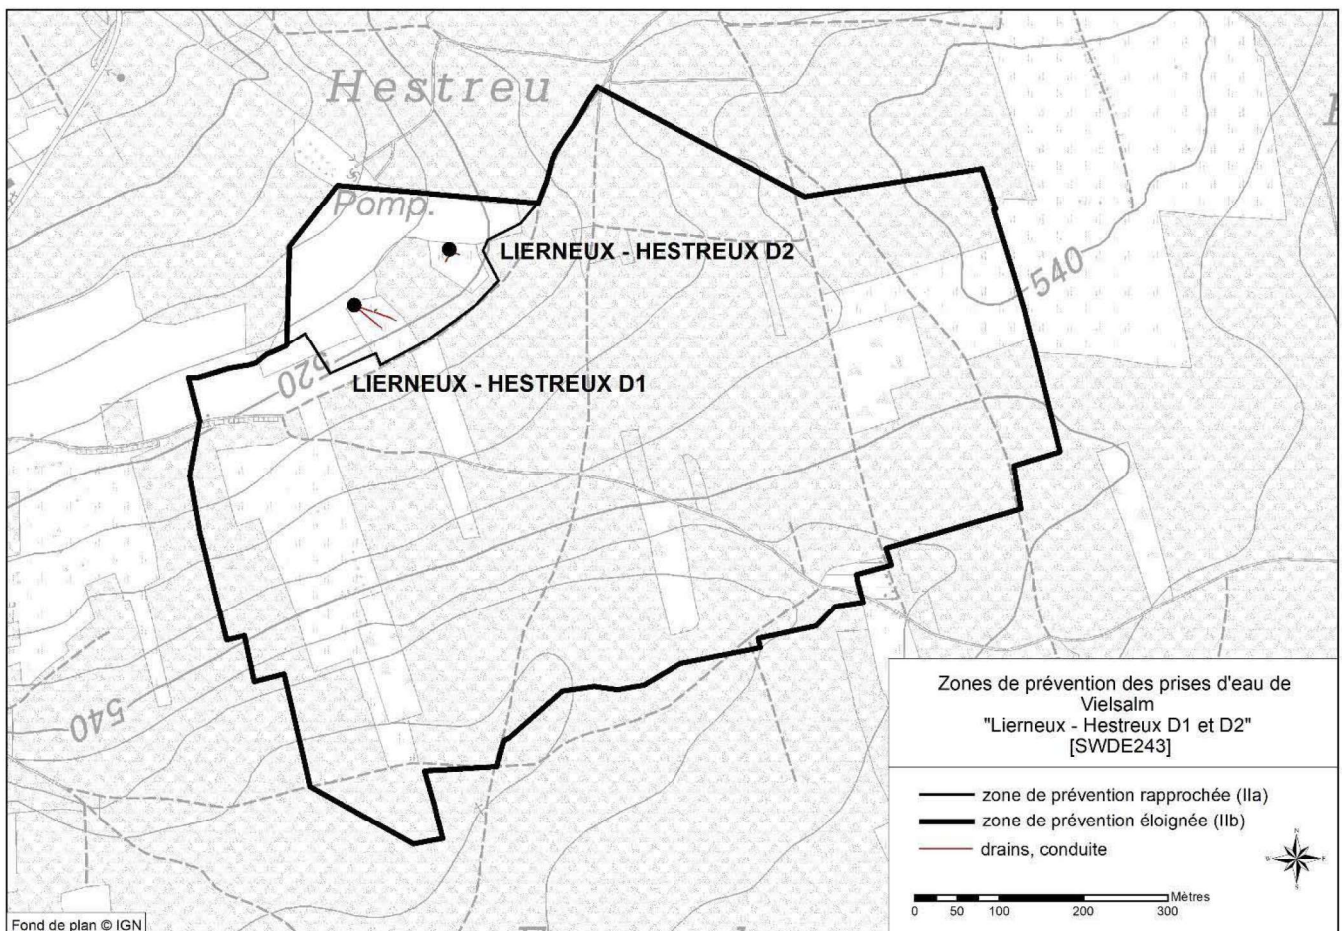 Hestreu
Pomp.
LIERNEUX - HESTREUX D2
540
520
LIERNEUX - HESTREUX D1
540
Zones de prévention des prises d'eau de
Vielsalm
"Lierneux - Hestreux D1 et D2"
[SWDE243]
zone de prévention rapprochée (IIa)
zone de prévention éloignée (IIb)
drains, conduite
N
W
E
S
Mètres
0 50 100 200 300
Fond de plan © IGN